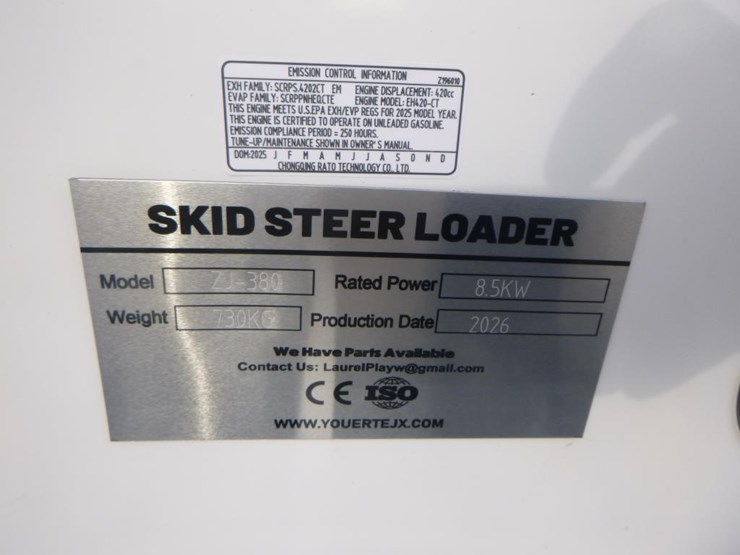 EMISSION CONTROL INFORMATION Z196010
EXH FAMILY: SCRPS.4202CT EM ENGINE DISPLACEMENT: 420cc
EVAP FAMILY: SCRPPNHEQCTE ENGINE MODEL: EH420-CT
THIS ENGINE MEETS U.S.EPA EXH/EVP REGS FOR 2025 MODEL YEAR.
THIS ENGINE IS CERTIFIED TO OPERATE ON UNLEADED GASOLINE.
EMISSION COMPLIANCE PERIOD = 250 HOURS.
TUNE-UP/MAINTENANCE SHOWN IN OWNER'S MANUAL.
DOM:2025 J F M A M J J A S O N D
CHONGQING RATO TECHNOLOGY CO., LTD.
SKID STEER LOADER
Model ZJ-380 Rated Power 8.5KW
Weight 730KG Production Date 2026
We Have Parts Available
Contact Us: LaurelPlayw@gmail.com
CE ISO
WWW.YOUERTEJX.COM